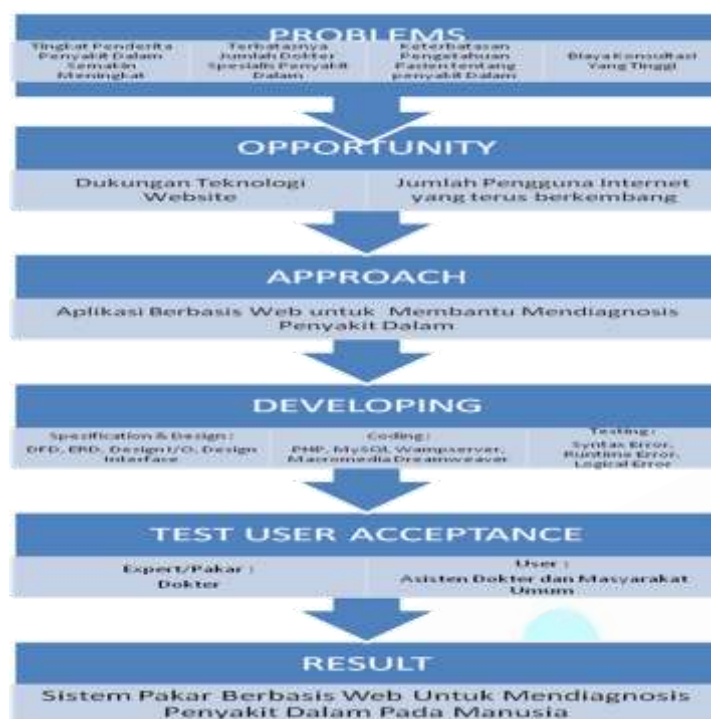 PROBLEMS
Tingkat Penderita
Penyakit Dalam
Semakin
Meningkat
Terbatasnya
Jumlah Dokter
Spesialis Penyakit
Dalam
Keterbatasan
Pengetahuan
Pasien tentang
penyakit Dalam
Biaya Konsultasi
Yang Tinggi
OPPORTUNITY
Dukungan Teknologi
Website
Jumlah Pengguna Internet
yang terus berkembang
APPROACH
Aplikasi Berbasis Web untuk Membantu Mendiagnosis
Penyakit Dalam
DEVELOPING
Spesification & Design :
DFD, ERD, Design I/O, Design
Interface
Coding :
PHP, MySQL Wampserver,
Macromedia Dreamweaver
Testing :
Syntax Error,
Runtime Error,
Logical Error
TEST USER ACCEPTANCE
Expert/Pakar :
Dokter
User :
Asisten Dokter dan Masyarakat
Umum
RESULT
Sistem Pakar Berbasis Web Untuk Mendiagnosis
Penyakit Dalam Pada Manusia